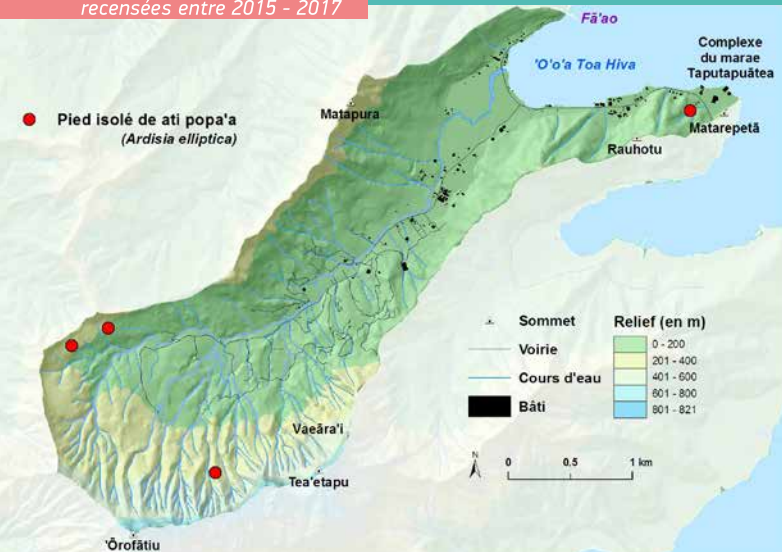 recensées entre 2015 - 2017
Fā'ao
'O'o'a Toa Hiva
Complexe
du marae
Taputapuātea
Pied isolé de ati popa'a
(Ardisia elliptica)
Matapura
Matarepetā
Rauhotu
Sommet
Voirie
Cours d'eau
Bâti
Relief (en m)
0 - 200
201 - 400
401 - 600
601 - 800
801 - 821
Vaeāra'i
Tea'etapu
'Ōrofātiu
N
0 0.5 1 km